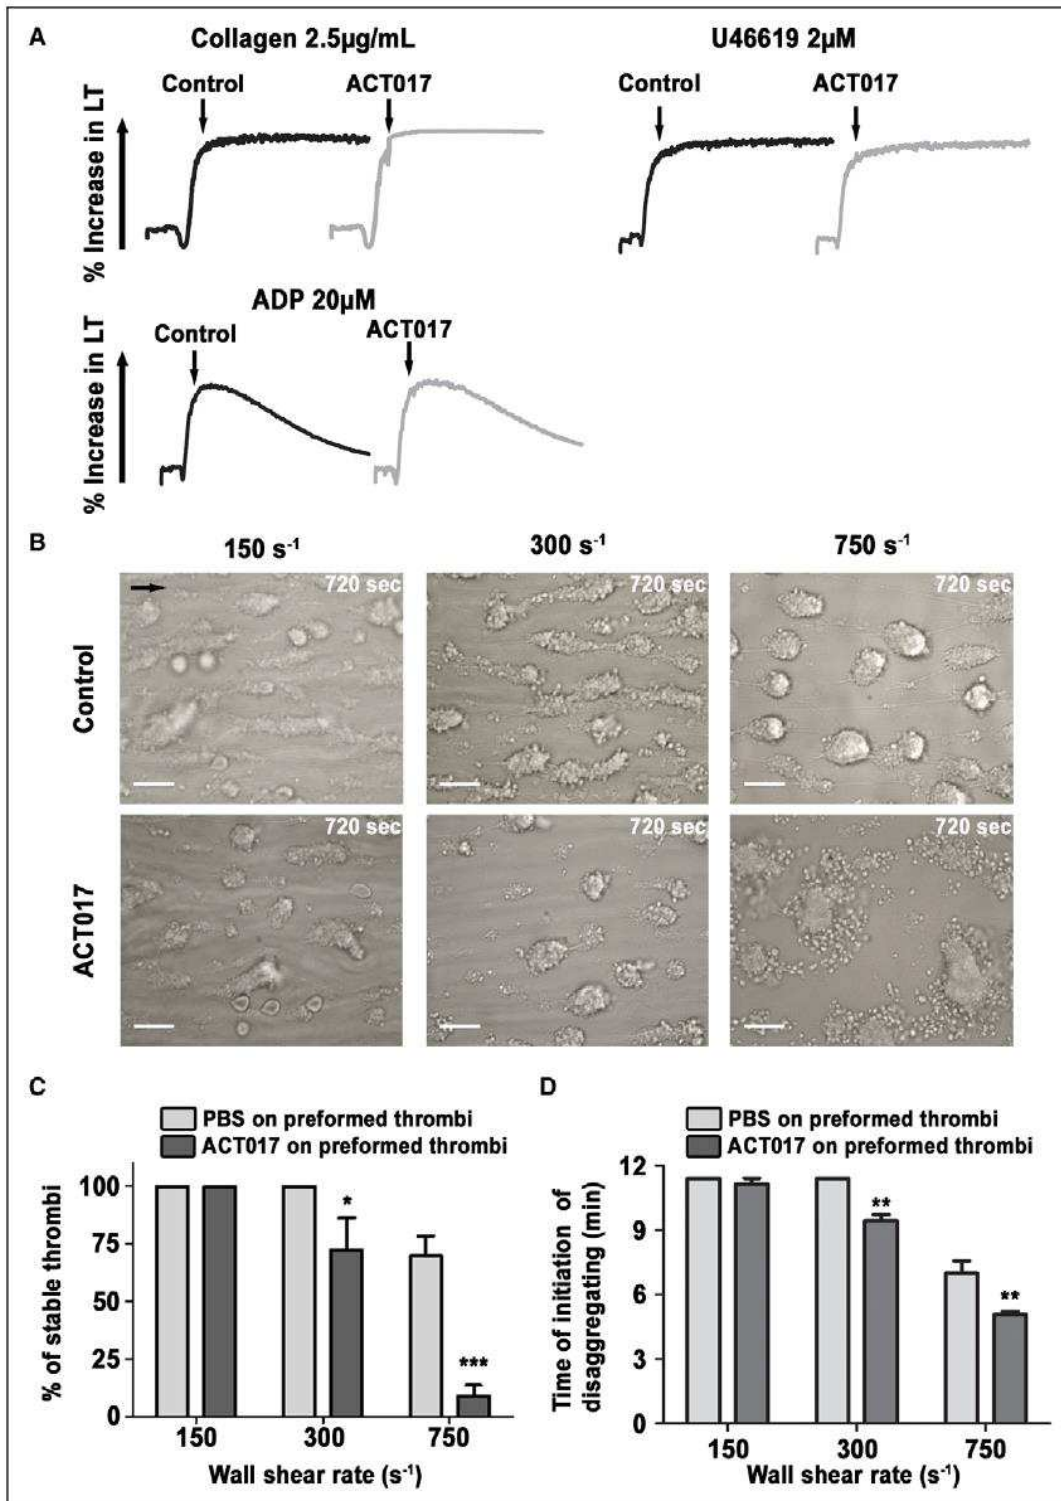 A
Collagen 2.5µg/mL
U46619 2µM
Control
ACT017
Control
ACT017
% Increase in LT
ADP 20µM
Control
ACT017
% Increase in LT
B
150 s-1
300 s-1
750 s-1
Control
720 sec
720 sec
720 sec
ACT017
720 sec
720 sec
720 sec
C
PBS on preformed thrombi
ACT017 on preformed thrombi
% of stable thrombi
100
75
50
25
0
*
***
150
300
750
Wall shear rate (s-1)
D
PBS on preformed thrombi
ACT017 on preformed thrombi
Time of initiation of
disaggregating (min)
12
9
6
3
0
**
**
150
300
750
Wall shear rate (s-1)